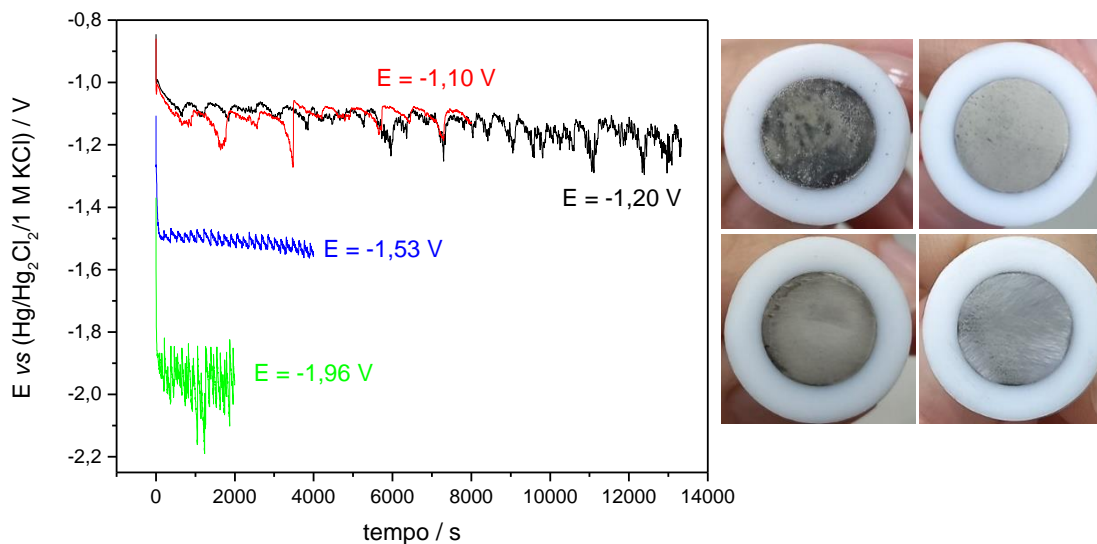 E vs (Hg/Hg₂Cl₂/1 M KCl) / V
-0,8
-1,0
-1,2
-1,4
-1,6
-1,8
-2,0
-2,2
E = -1,10 V
E = -1,20 V
E = -1,53 V
E = -1,96 V
0 2000 4000 6000 8000 10000 12000 14000
tempo / s